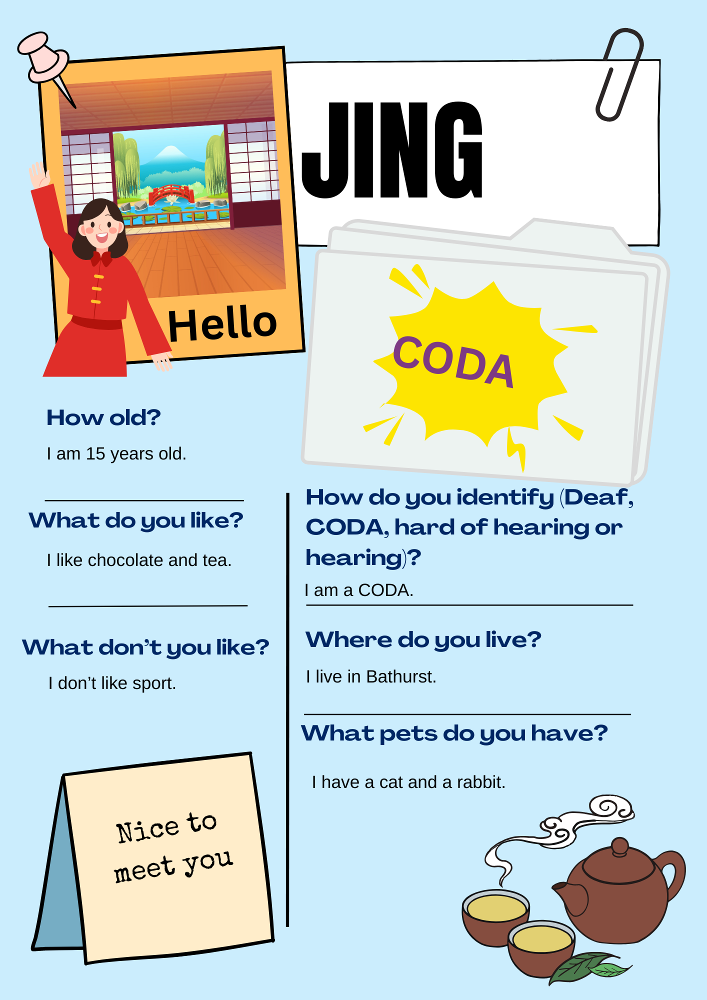 JING
Hello
CODA
How old?
I am 15 years old.
What do you like?
I like chocolate and tea.
What don’t you like?
I don’t like sport.
Nice to
meet you
How do you identify (Deaf,
CODA, hard of hearing or
hearing)?
I am a CODA.
Where do you live?
I live in Bathurst.
What pets do you have?
I have a cat and a rabbit.